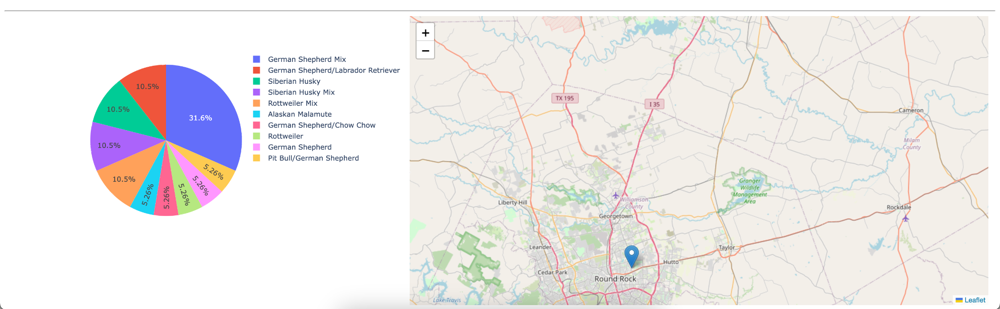 German Shepherd Mix
German Shepherd/Labrador Retriever
Siberian Husky
Siberian Husky Mix
Rottweiler Mix
Alaskan Malamute
German Shepherd/Chow Chow
Rottweiler
German Shepherd
Pit Bull/German Shepherd
31.6%
10.5%
10.5%
10.5%
10.5%
5.26%
5.26%
5.26%
5.26%
5.26%
+
−
TX 195
I 35
Cameron
Milam
County
Granger
Wildlife
Management
Area
Liberty Hill
Williamson
County
Georgetown
Rockdale
Leander
Taylor
Hutto
Cedar Park
Round Rock
Lake Travis
Leaflet